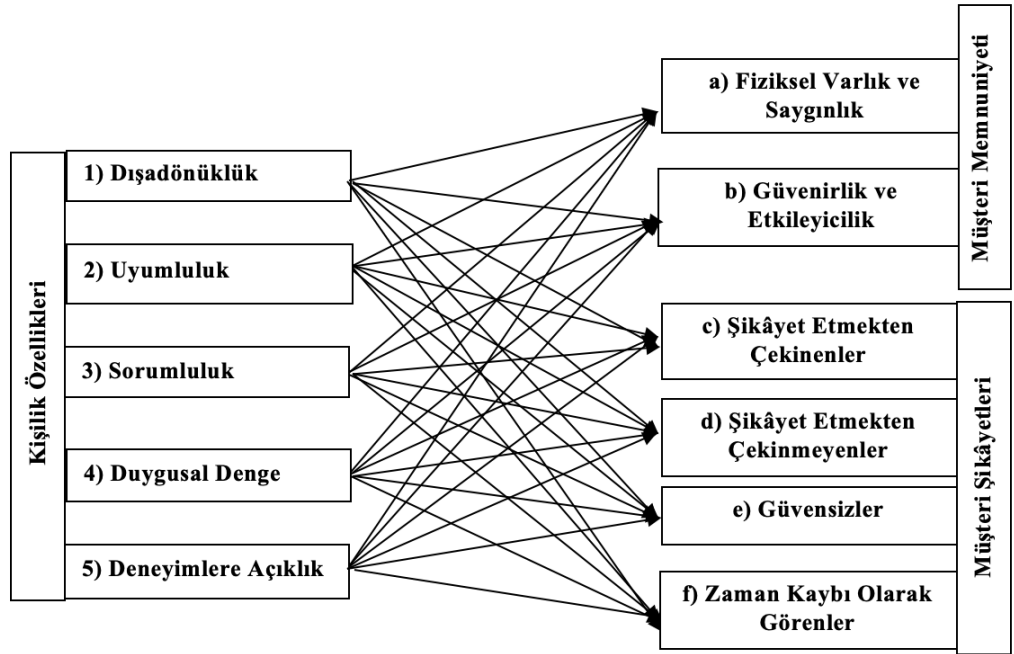 Kişilik Özellikleri
1) Dışadönüklük
2) Uyumluluk
3) Sorumluluk
4) Duygusal Denge
5) Deneyimlere Açıklık
a) Fiziksel Varlık ve
Saygınlık
b) Güvenirlik ve
Etkileyicilik
Müşteri Memnuniyeti
c) Şikâyet Etmekten
Çekinenler
d) Şikâyet Etmekten
Çekinmeyenler
e) Güvensizler
f) Zaman Kaybı Olarak
Görenler
Müşteri Şikâyetleri